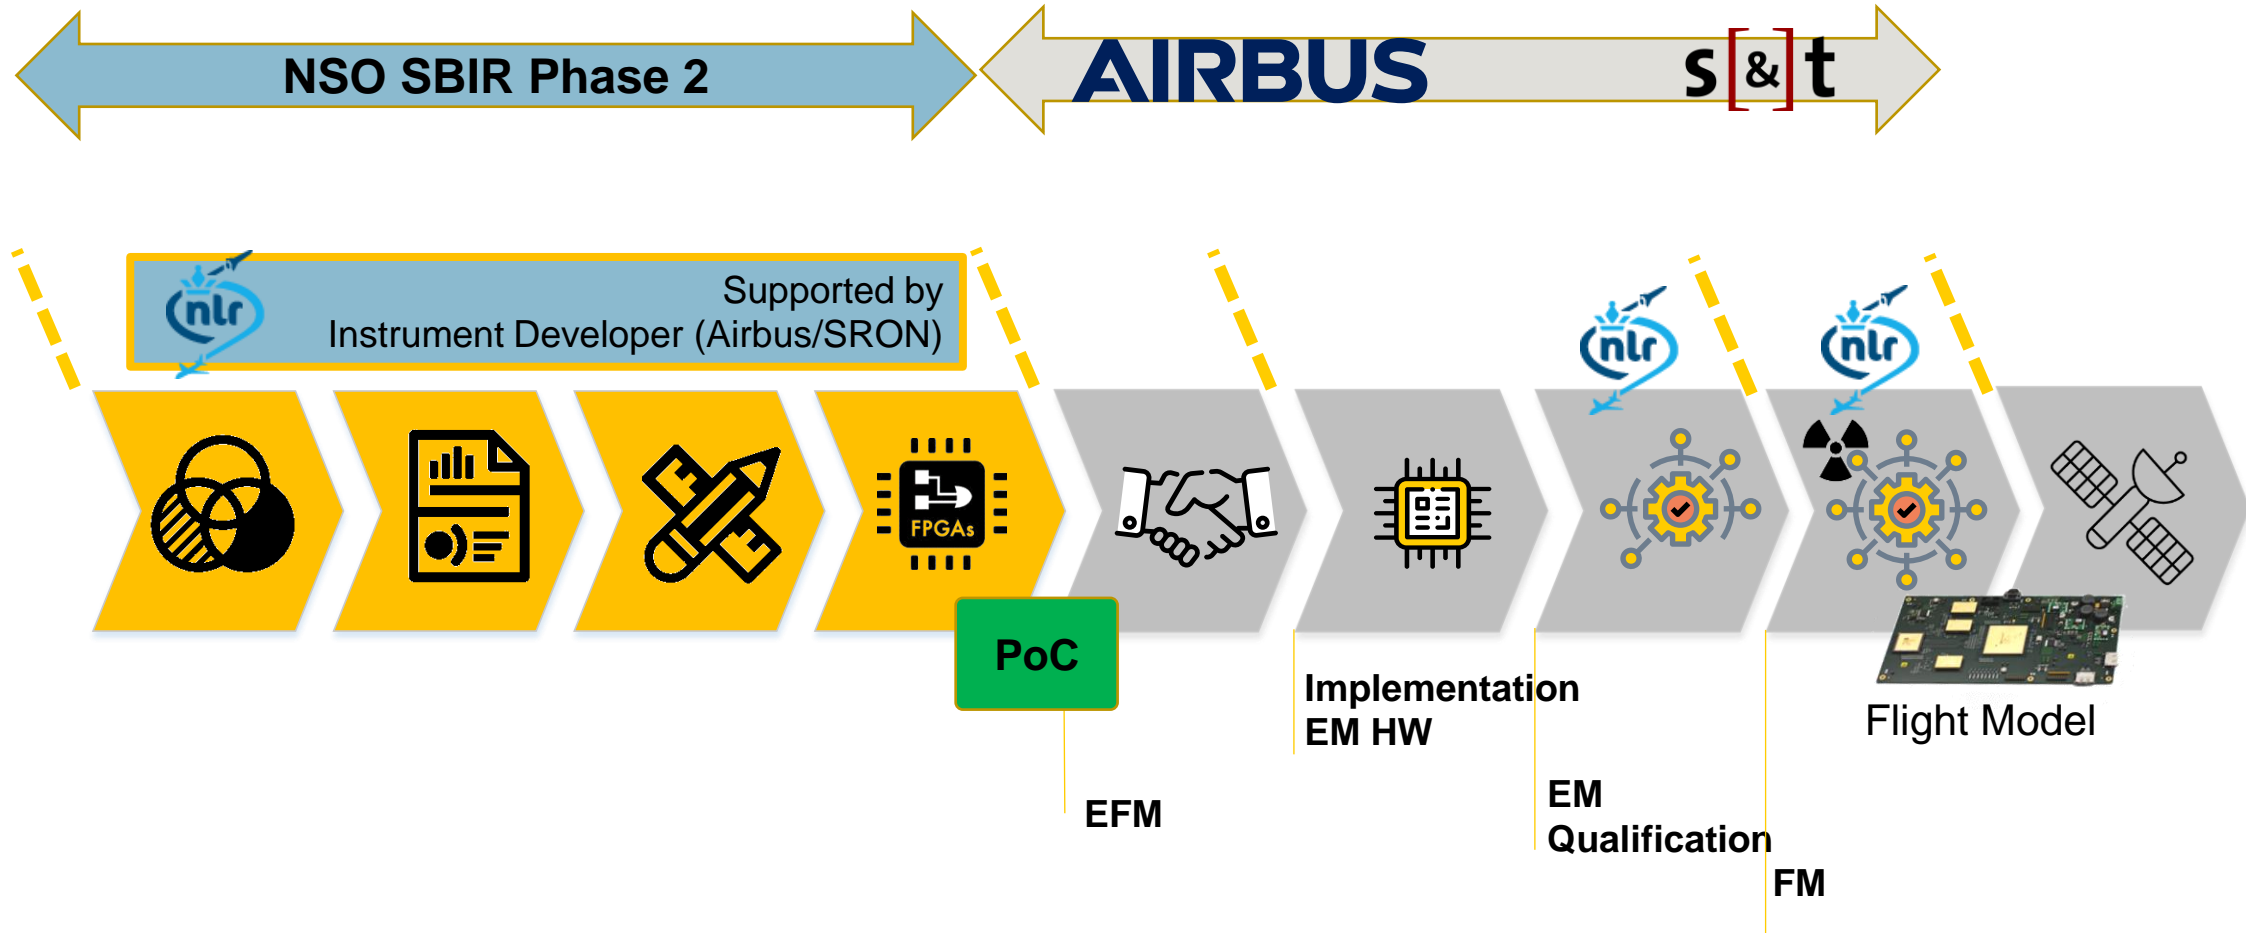 NSO SBIR Phase 2
AIRBUS
s[&]t
nlr
Supported by
Instrument Developer (Airbus/SRON)
nlr
nlr
FPGAs
PoC
Implementation
EM HW
Flight Model
EFM
EM
Qualification
FM